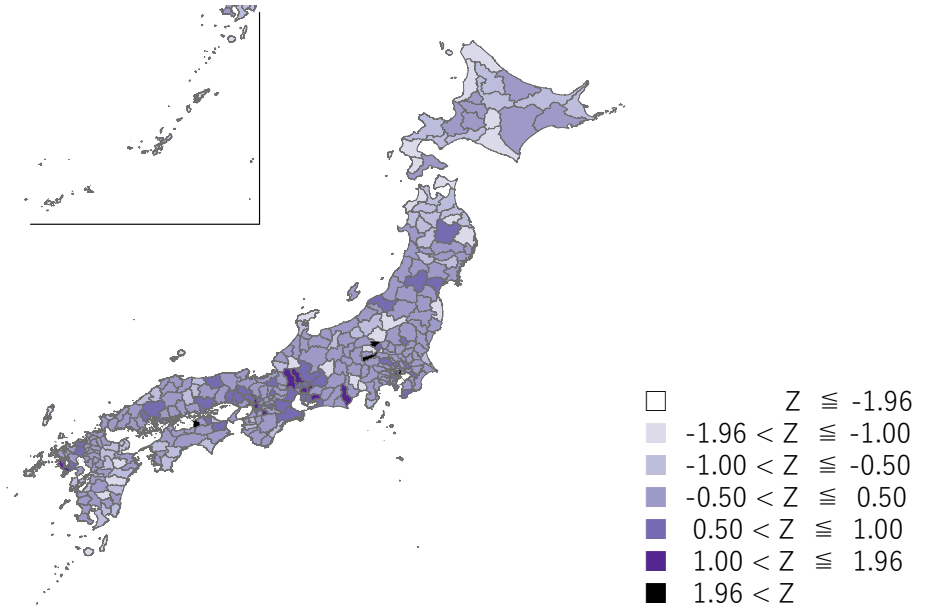 Z ≦ -1.96
-1.96 < Z ≦ -1.00
-1.00 < Z ≦ -0.50
-0.50 < Z ≦ 0.50
0.50 < Z ≦ 1.00
1.00 < Z ≦ 1.96
1.96 < Z